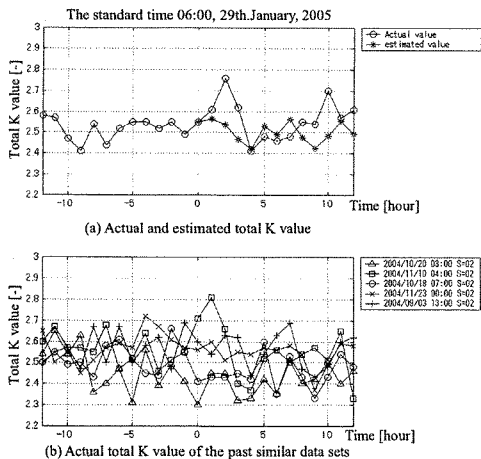 The standard time 06:00, 29th.January, 2005
3
2.9
2.8
2.7
2.6
2.5
2.4
2.3
2.2
Total K value [-]
-10
-5
0
5
10
Time [hour]
Actual value
estimated value
(a) Actual and estimated total K value
3
2.9
2.8
2.7
2.6
2.5
2.4
2.3
2.2
Total K value [-]
-10
-5
0
5
10
Time [hour]
2004/10/20 03:00 S=02
2004/11/10 04:00 S=02
2004/10/18 07:00 S=02
2004/11/23 00:00 S=02
2004/09/03 13:00 S=02
(b) Actual total K value of the past similar data sets